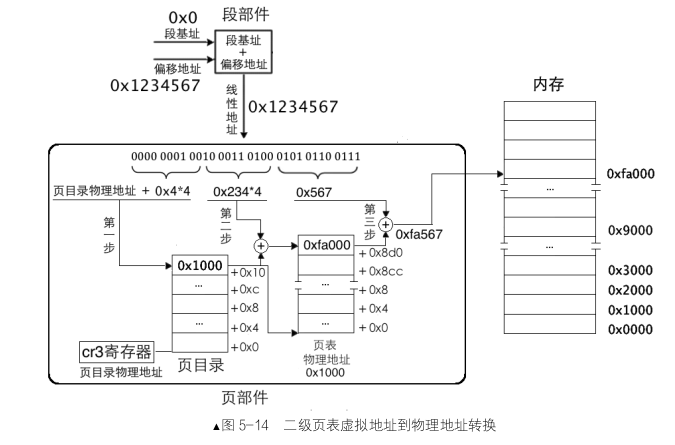 0x0
段基址
偏移地址
0x1234567
段部件
段基址
+
偏移地址
线性地址
0x1234567
内存
0000 0001 0010 0011 0100 0101 0110 0111
页目录物理地址 + 0x4*4
0x234*4
0x567
第一步
第二步
第三步
+
+
0xfa567
0x1000
...
...
+0x10
+0xc
+0x8
+0x4
+0x0
页目录
cr3寄存器
页目录物理地址
0xfa000
...
+0x8d0
+0x8cc
+0x8
+0x4
+0x0
页表
物理地址
0x1000
页部件
...
...
0xfa000
0x9000
0x3000
0x2000
0x1000
0x0000
▲图 5-14 二级页表虚拟地址到物理地址转换